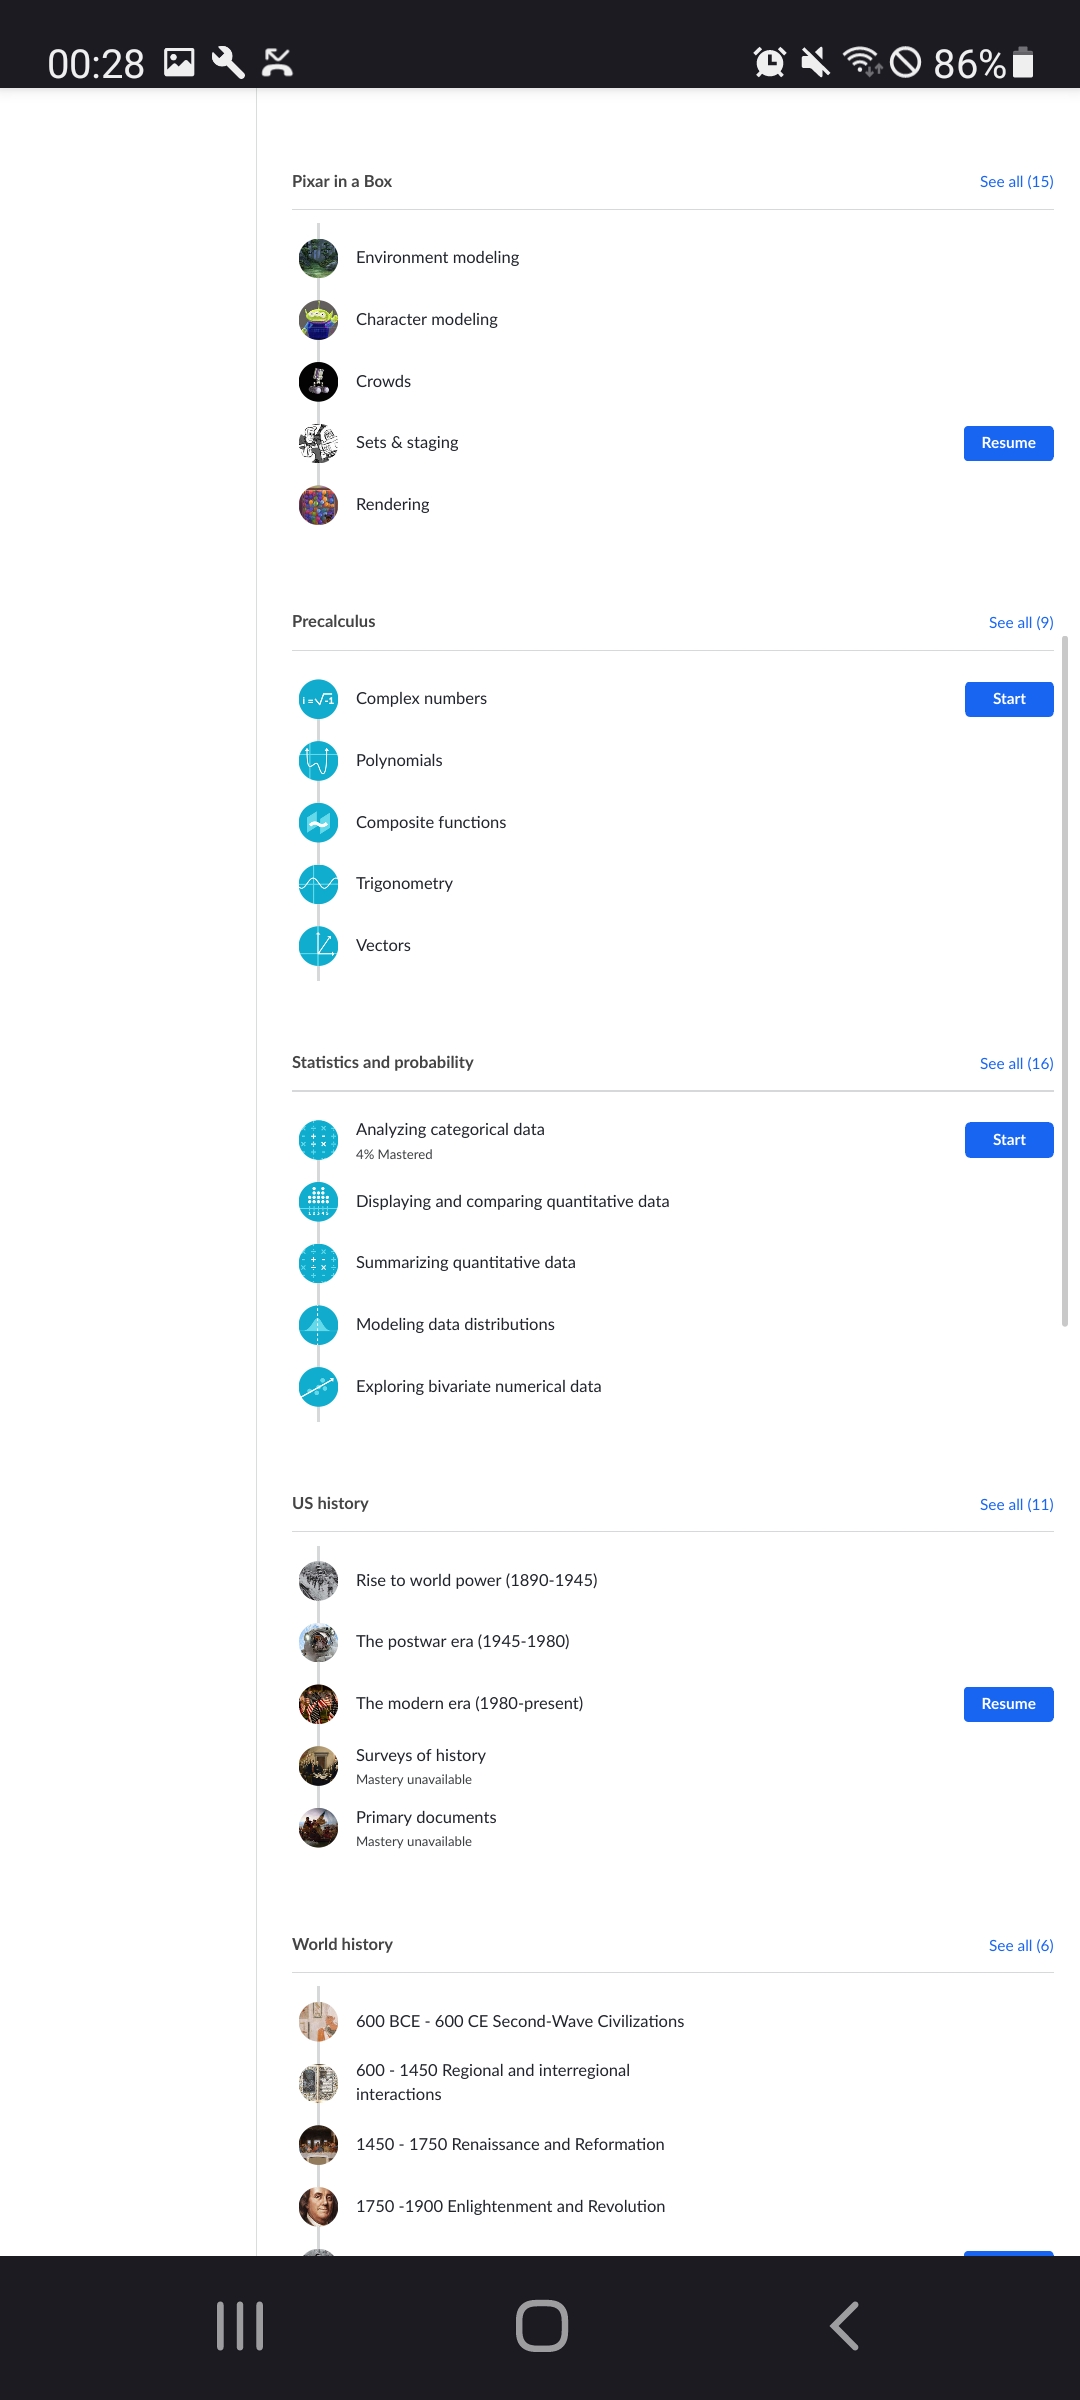 00:28
86%
Pixar in a Box
See all (15)
Environment modeling
Character modeling
Crowds
Sets & staging
Resume
Rendering
Precalculus
See all (9)
i=√-1
Complex numbers
Start
Polynomials
Composite functions
Trigonometry
Vectors
Statistics and probability
See all (16)
Analyzing categorical data
4% Mastered
Start
Displaying and comparing quantitative data
Summarizing quantitative data
Modeling data distributions
Exploring bivariate numerical data
US history
See all (11)
Rise to world power (1890-1945)
The postwar era (1945-1980)
The modern era (1980-present)
Resume
Surveys of history
Mastery unavailable
Primary documents
Mastery unavailable
World history
See all (6)
600 BCE - 600 CE Second-Wave Civilizations
600 - 1450 Regional and interregional
interactions
1450 - 1750 Renaissance and Reformation
1750 -1900 Enlightenment and Revolution